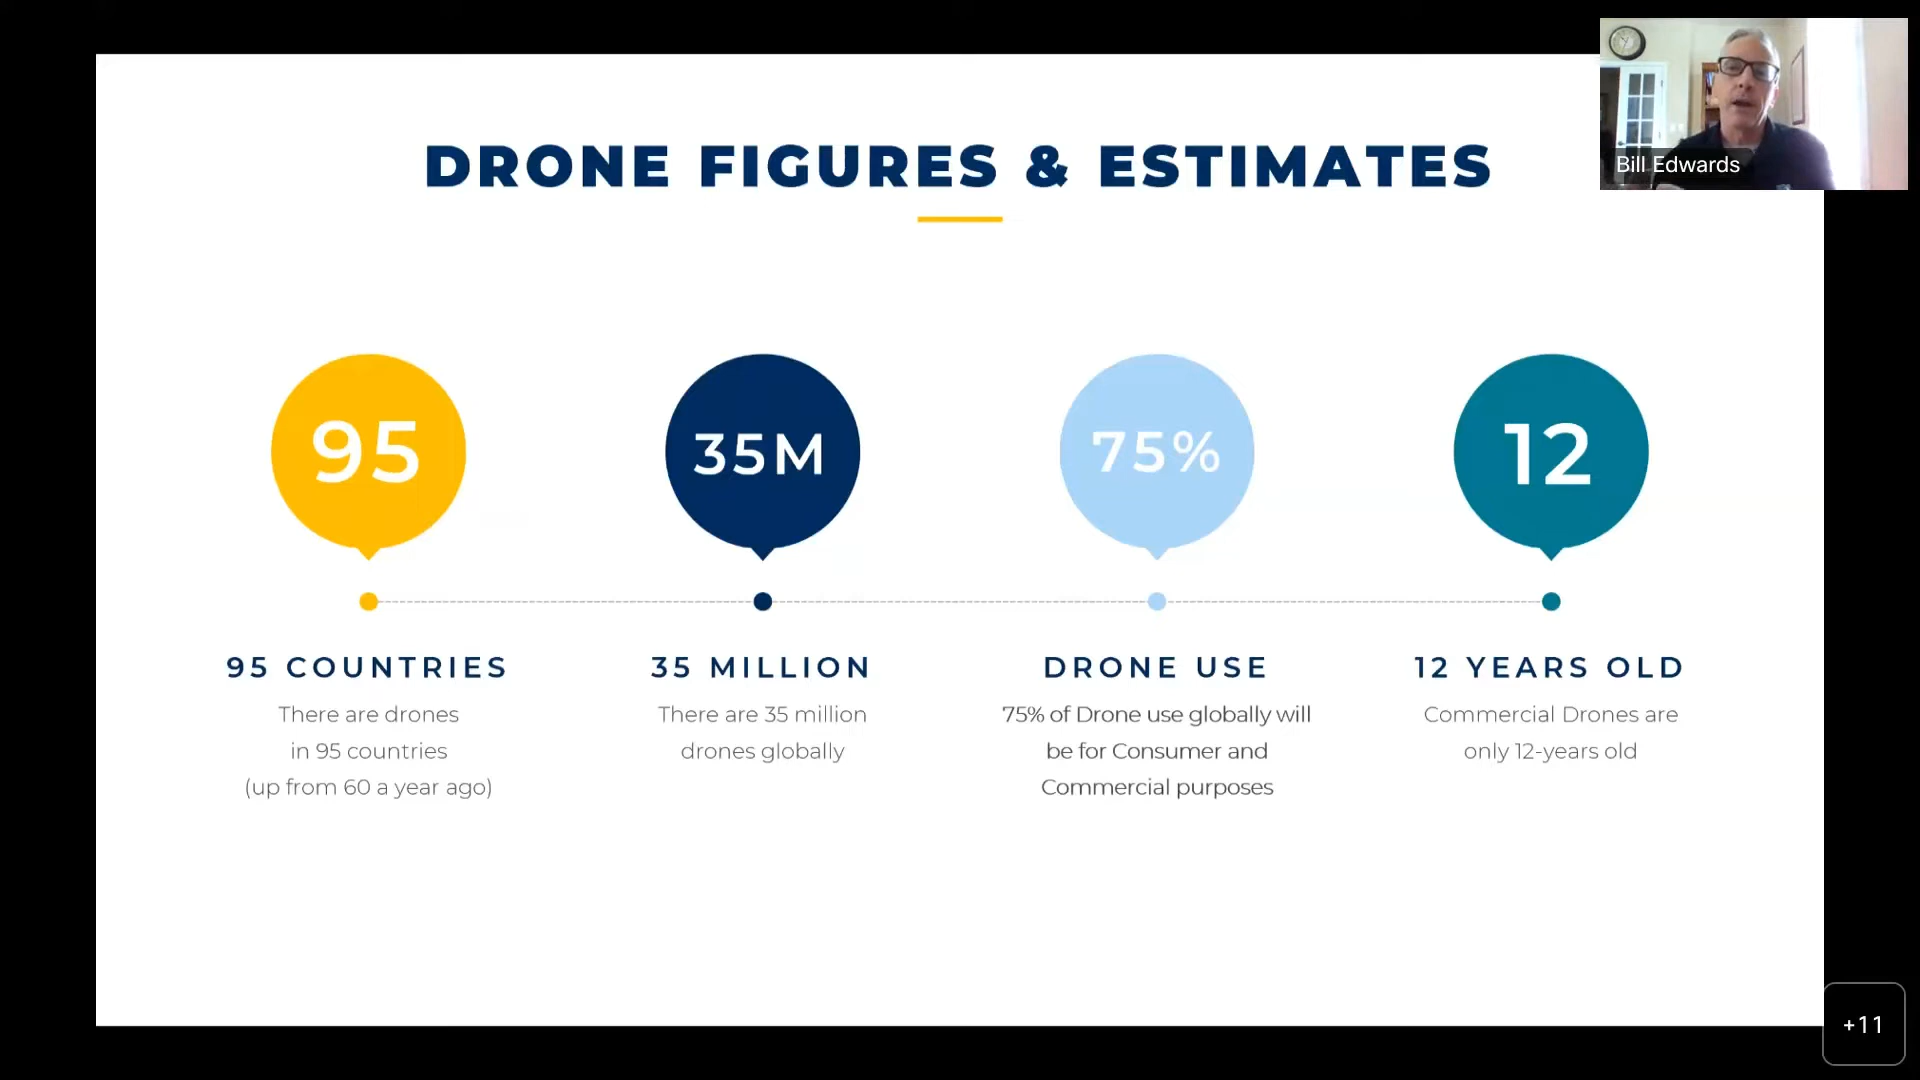 Bill Edwards
DRONE FIGURES & ESTIMATES
95
35M
75%
12
95 COUNTRIES
There are drones
in 95 countries
(up from 60 a year ago)
35 MILLION
There are 35 million
drones globally
DRONE USE
75% of Drone use globally will
be for Consumer and
Commercial purposes
12 YEARS OLD
Commercial Drones are
only 12-years old
+11